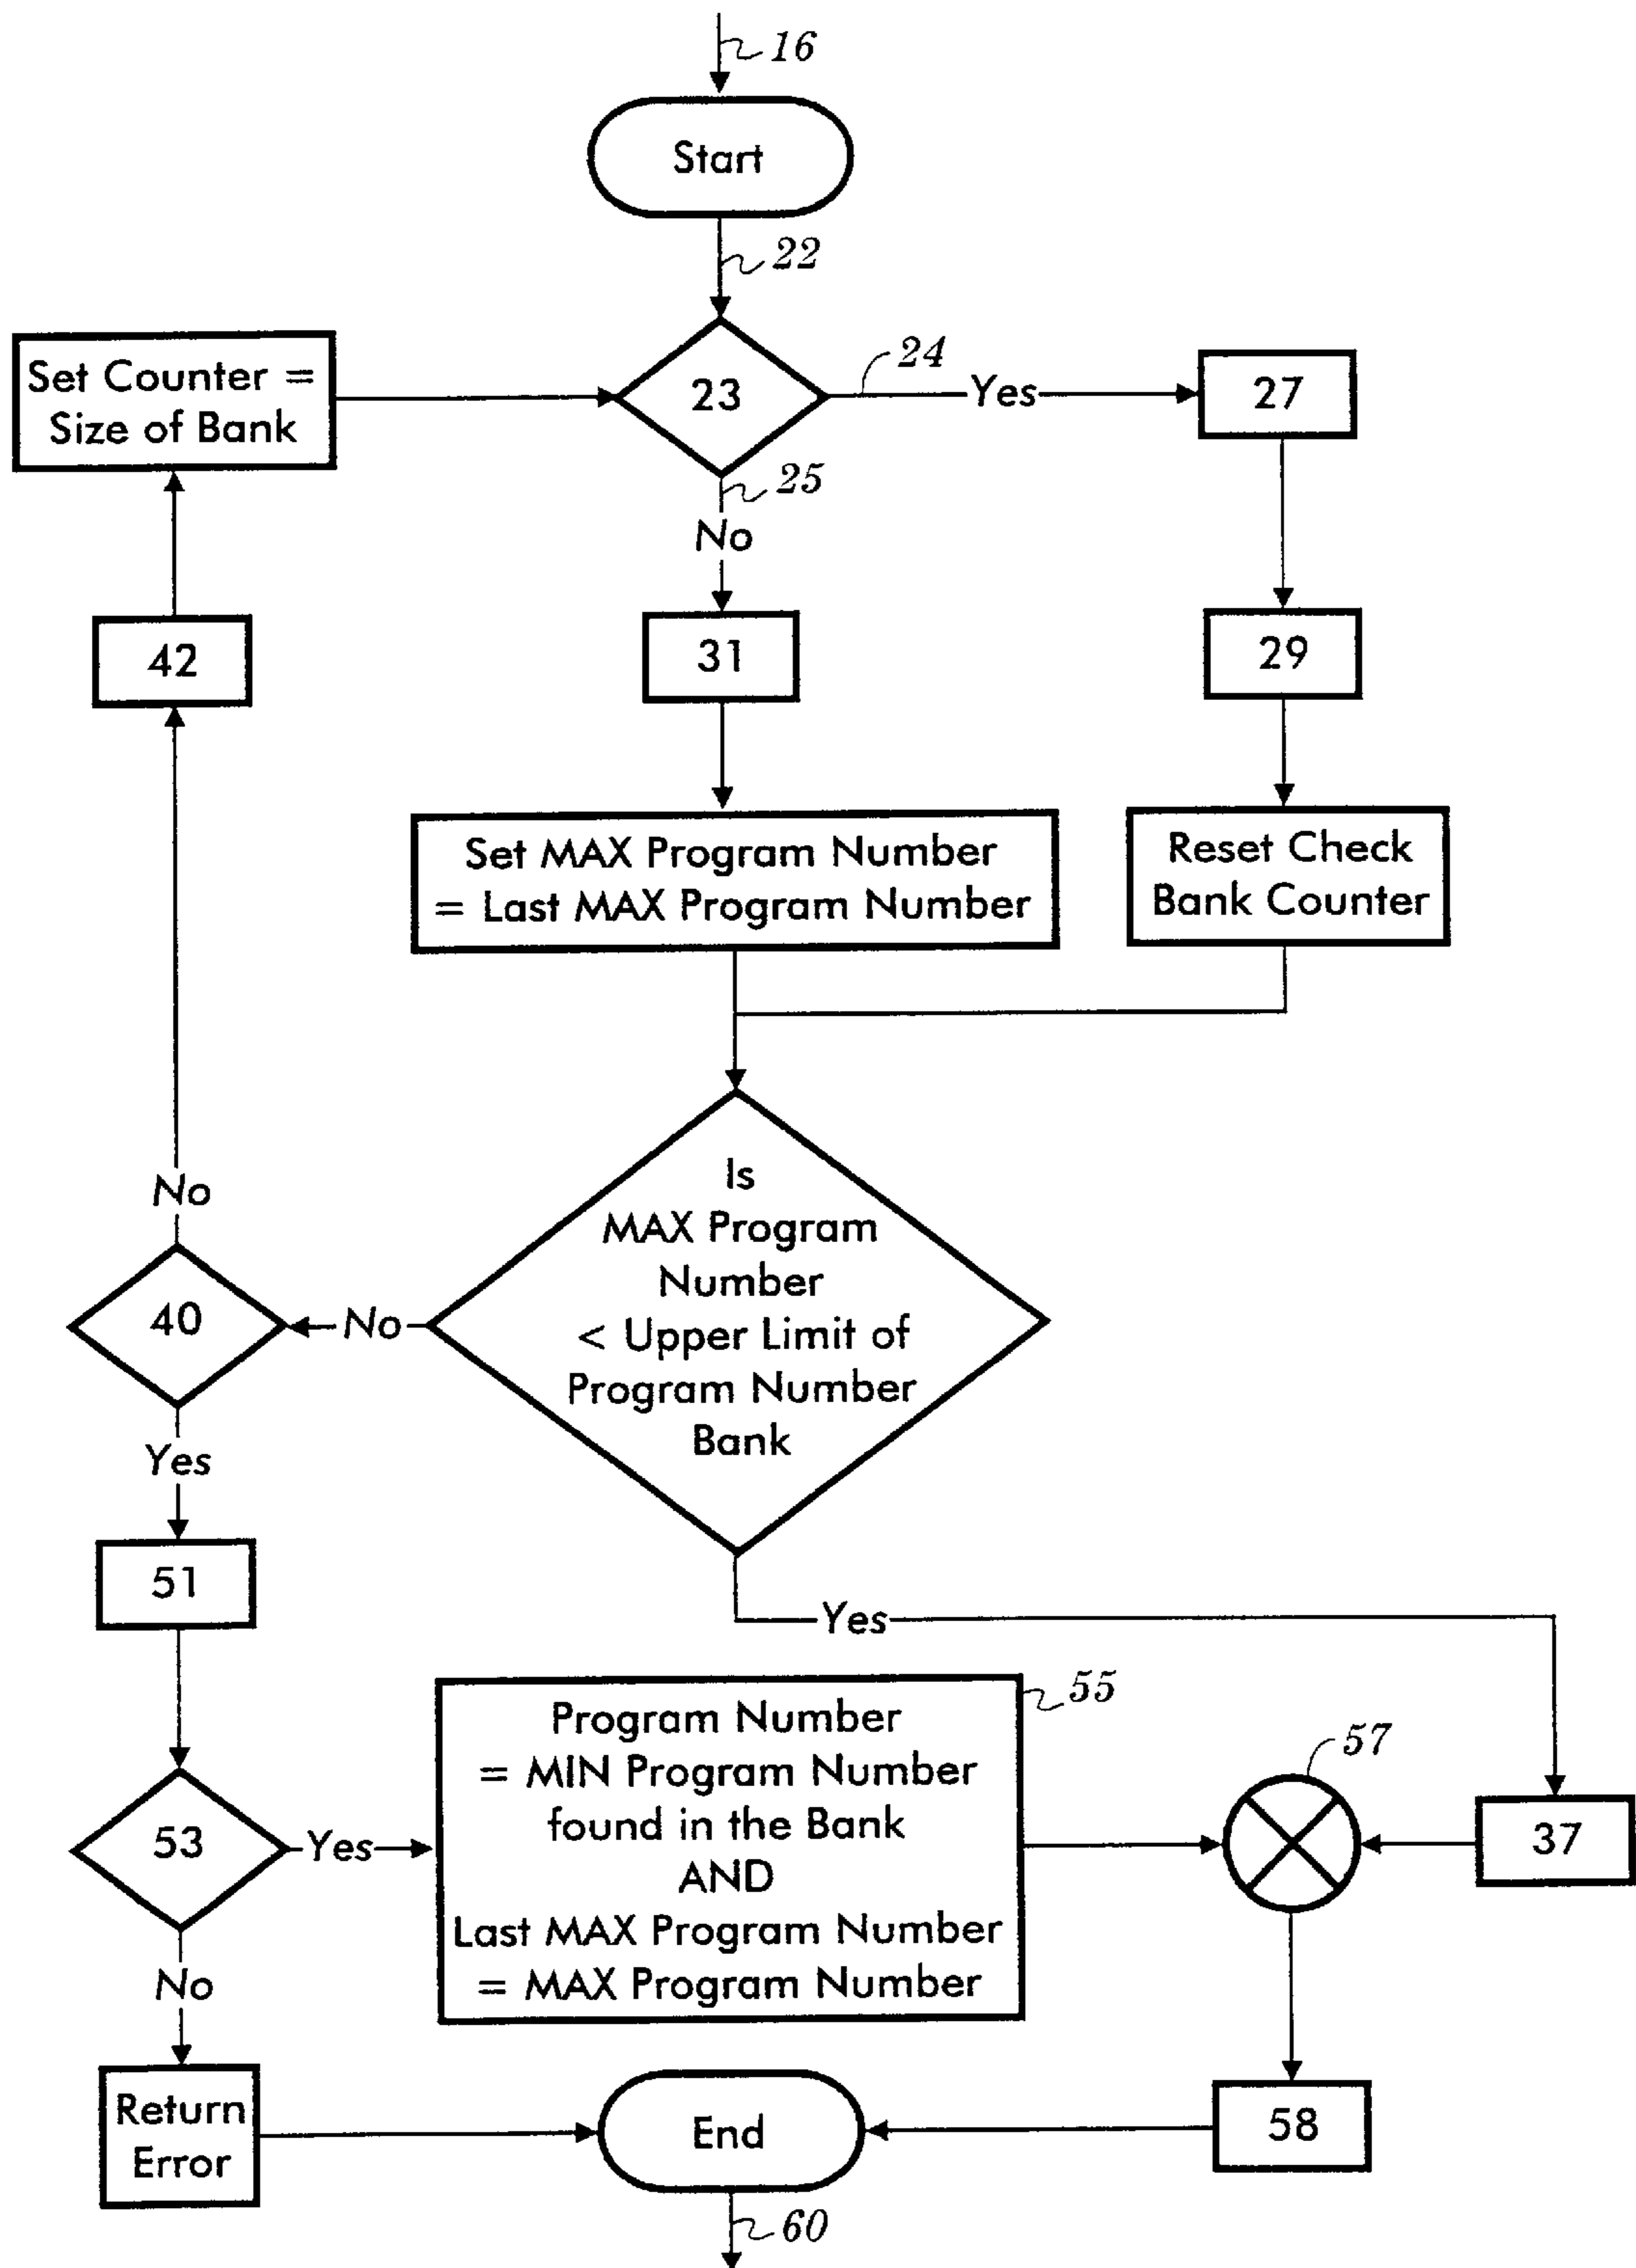 16
Start
22
Set Counter =
Size of Bank
23
24
Yes
27
25
No
42
31
29
Set MAX Program Number
= Last MAX Program Number
Reset Check
Bank Counter
Is
MAX Program
Number
< Upper Limit of
Program Number
Bank
No
40
No
Yes
51
Yes
53
Yes
Program Number
= MIN Program Number
found in the Bank
AND
Last MAX Program Number
= MAX Program Number
55
57
37
No
Return
Error
End
58
60